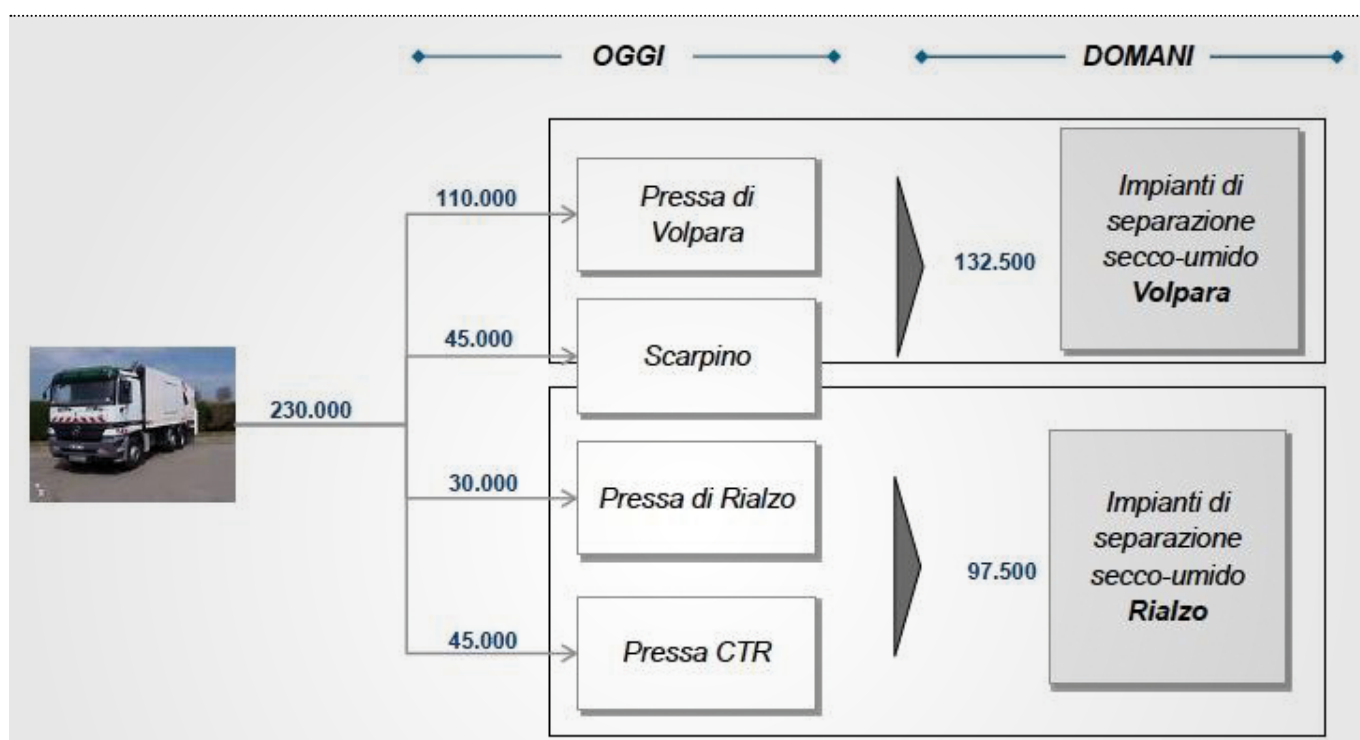 OGGI
DOMANI
110.000
Pressa di
Volpara
132.500
Impianti di
separazione
secco-umido
Volpara
45.000
Scarpino
230.000
30.000
Pressa di Rialzo
97.500
Impianti di
separazione
secco-umido
Rialzo
45.000
Pressa CTR